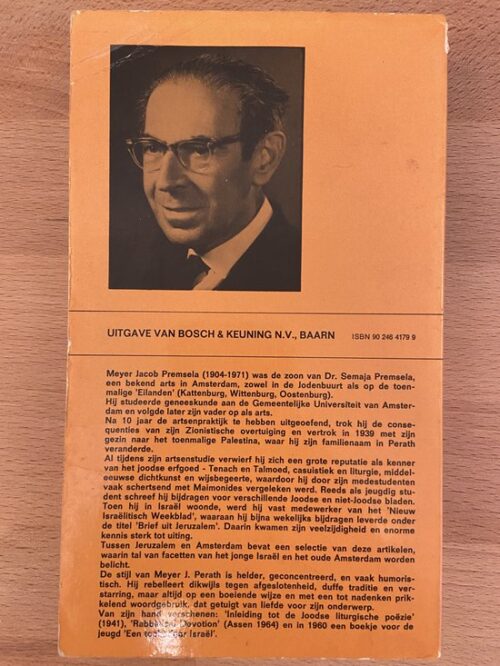 UITGAVE VAN BOSCH & KEUNING N.V., BAARN ISBN 90 246 4179 9
Meyer Jacob Premsela (1904-1971) was de zoon van Dr. Semaja Premsela,
een bekend arts in Amsterdam, zowel in de Jodenbuurt als op de toen-
malige 'Eilanden' (Kattenburg, Wittenburg, Oostenburg).
Hij studeerde geneeskunde aan de Gemeentelijke Universiteit van Amster-
dam en volgde later zijn vader op als arts.
Na 10 jaar de artsenpraktijk te hebben uitgeoefend, trok hij de conse-
quenties van zijn Zionistische overtuiging en vertrok in 1939 met zijn
gezin naar het toenmalige Palestina, waar hij zijn familienaam in Perath
veranderde.
Al tijdens zijn artsenstudie verwierf hij zich een grote reputatie als kenner
van het joodse erfgoed - Tenach en Talmoed, casuistiek en liturgie, middel-
eeuwse dichtkunst en wijsbegeerte, waardoor hij door zijn medestudenten
vaak schertsend met Maimonides vergeleken werd. Reeds als jeugdig stu-
dent schreef hij bijdragen voor verschillende Joodse en niet-Joodse bladen.
Toen hij in Israël woonde, werd hij vast medewerker van het 'Nieuw
Israëlitisch Weekblad', waaraan hij bijna wekelijks bijdragen leverde onder
de titel 'Brief uit Jeruzalem'. Daarin kwamen zijn veelzijdigheid en enorme
kennis sterk tot uiting.
Tussen Jeruzalem en Amsterdam bevat een selectie van deze artikelen,
waarin tal van facetten van het jonge Israël en het oude Amsterdam worden
belicht.
De stijl van Meyer J. Perath is helder, geconcentreerd, en vaak humoris-
tisch. Hij rebelleert dikwijls tegen afgeslotenheid, duffe traditie en ver-
starring, maar altijd op een boeiende wijze en met een tot nadenken prik-
kelend woordgebruik, dat getuigt van liefde voor zijn onderwerp.
Van zijn hand verschenen: 'Inleiding tot de Joodse liturgische poëzie'
(1941), 'Rabbijnse Devotion' (Assen 1964) en in 1960 een boekje voor de
jeugd 'Een voor Israël'.